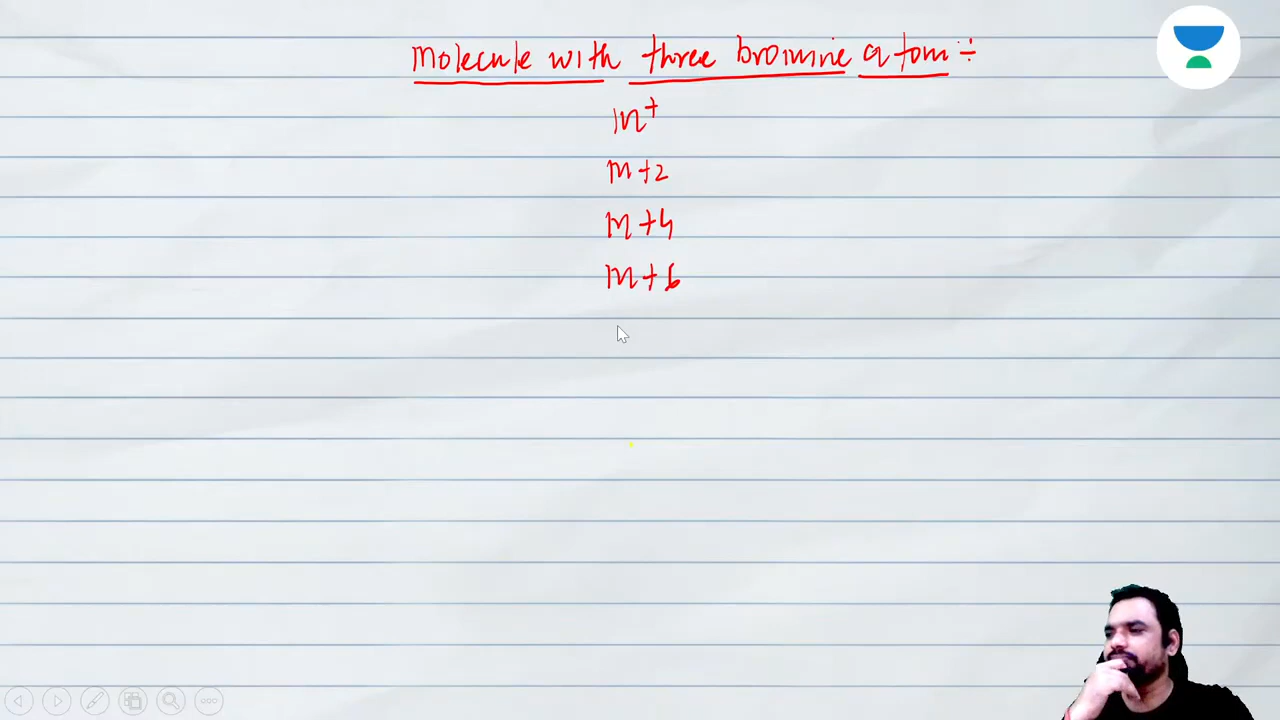 Molecule with three bromine atom ÷
m⁺
m+2
m+4
m+6